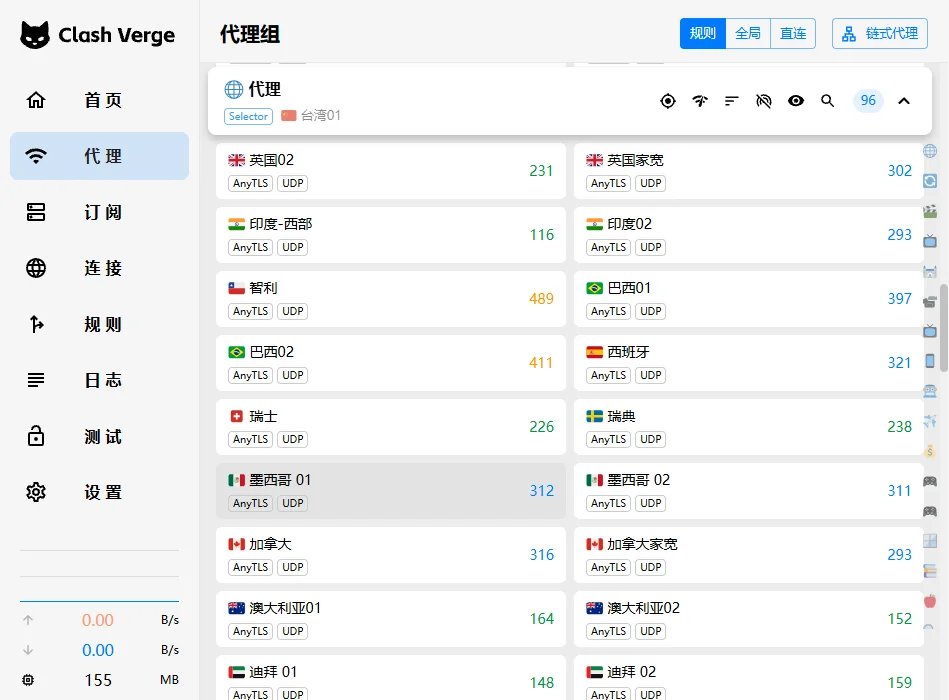 Clash Verge
首页
代理
订阅
连接
规则
日志
测试
设置
0.00 B/s
0.00 B/s
155 MB
代理组
规则 全局 直连 链式代理
代理
Selector 台湾01
96
英国02
AnyTLS UDP
231
英国家宽
AnyTLS UDP
302
印度-西部
AnyTLS UDP
116
印度02
AnyTLS UDP
293
智利
AnyTLS UDP
489
巴西01
AnyTLS UDP
397
巴西02
AnyTLS UDP
411
西班牙
AnyTLS UDP
321
瑞士
AnyTLS UDP
226
瑞典
AnyTLS UDP
238
墨西哥 01
AnyTLS UDP
312
墨西哥 02
AnyTLS UDP
311
加拿大
AnyTLS UDP
316
加拿大家宽
AnyTLS UDP
293
澳大利亚01
AnyTLS UDP
164
澳大利亚02
AnyTLS UDP
152
迪拜 01
AnyTLS UDP
148
迪拜 02
AnyTLS UDP
159